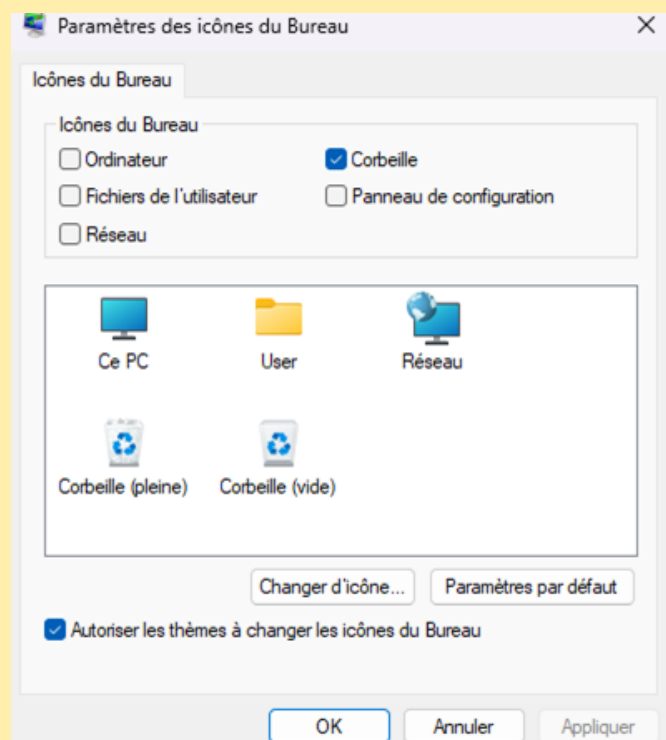 Paramètres des icônes du Bureau
Icônes du Bureau
Icônes du Bureau
Ordinateur
Corbeille
Fichiers de l'utilisateur
Panneau de configuration
Réseau
Ce PC
User
Réseau
Corbeille (pleine)
Corbeille (vide)
Changer d'icône...
Paramètres par défaut
Autoriser les thèmes à changer les icônes du Bureau
OK
Annuler
Appliquer